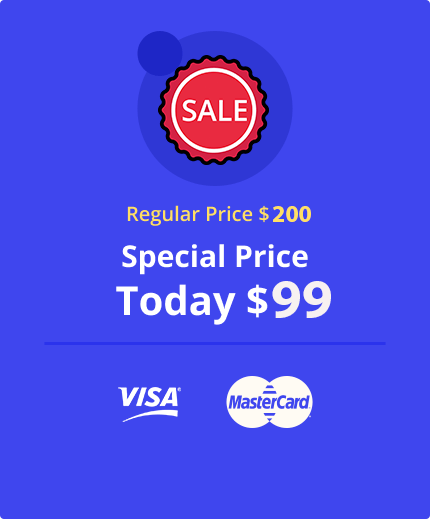 SALE
Regular Price $200
Special Price
Today $99
VISA
MasterCard